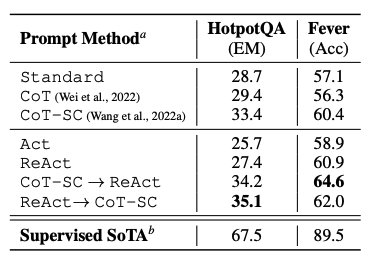 Prompt Method^a HotpotQA (EM) Fever (Acc)
Standard 28.7 57.1
CoT (Wei et al., 2022) 29.4 56.3
CoT-SC (Wang et al., 2022a) 33.4 60.4
Act 25.7 58.9
ReAct 27.4 60.9
CoT-SC → ReAct 34.2 64.6
ReAct → CoT-SC 35.1 62.0
Supervised SoTA^b 67.5 89.5